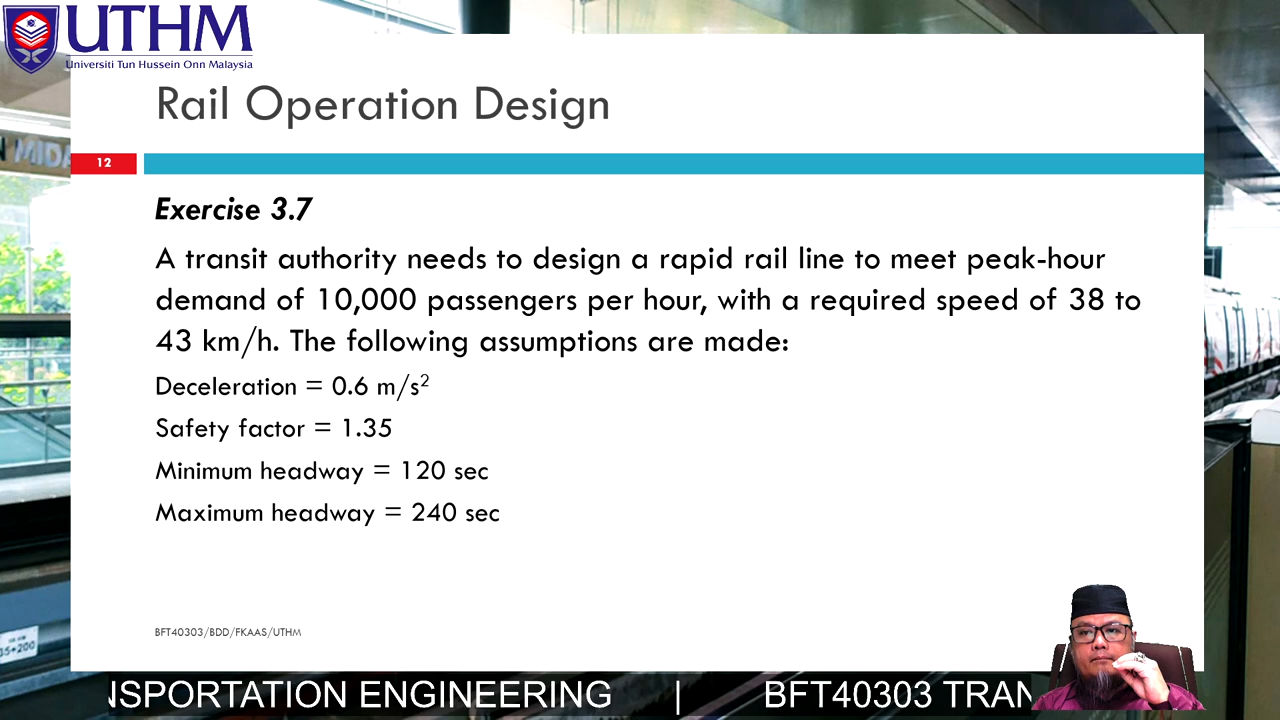 UTHM
Universiti Tun Hussein Onn Malaysia
Rail Operation Design
12
Exercise 3.7
A transit authority needs to design a rapid rail line to meet peak-hour
demand of 10,000 passengers per hour, with a required speed of 38 to
43 km/h. The following assumptions are made:
Deceleration = 0.6 m/s²
Safety factor = 1.35
Minimum headway = 120 sec
Maximum headway = 240 sec
BFT40303/BDD/FKAAS/UTHM
NSPORTATION ENGINEERING | BFT40303 TRAN